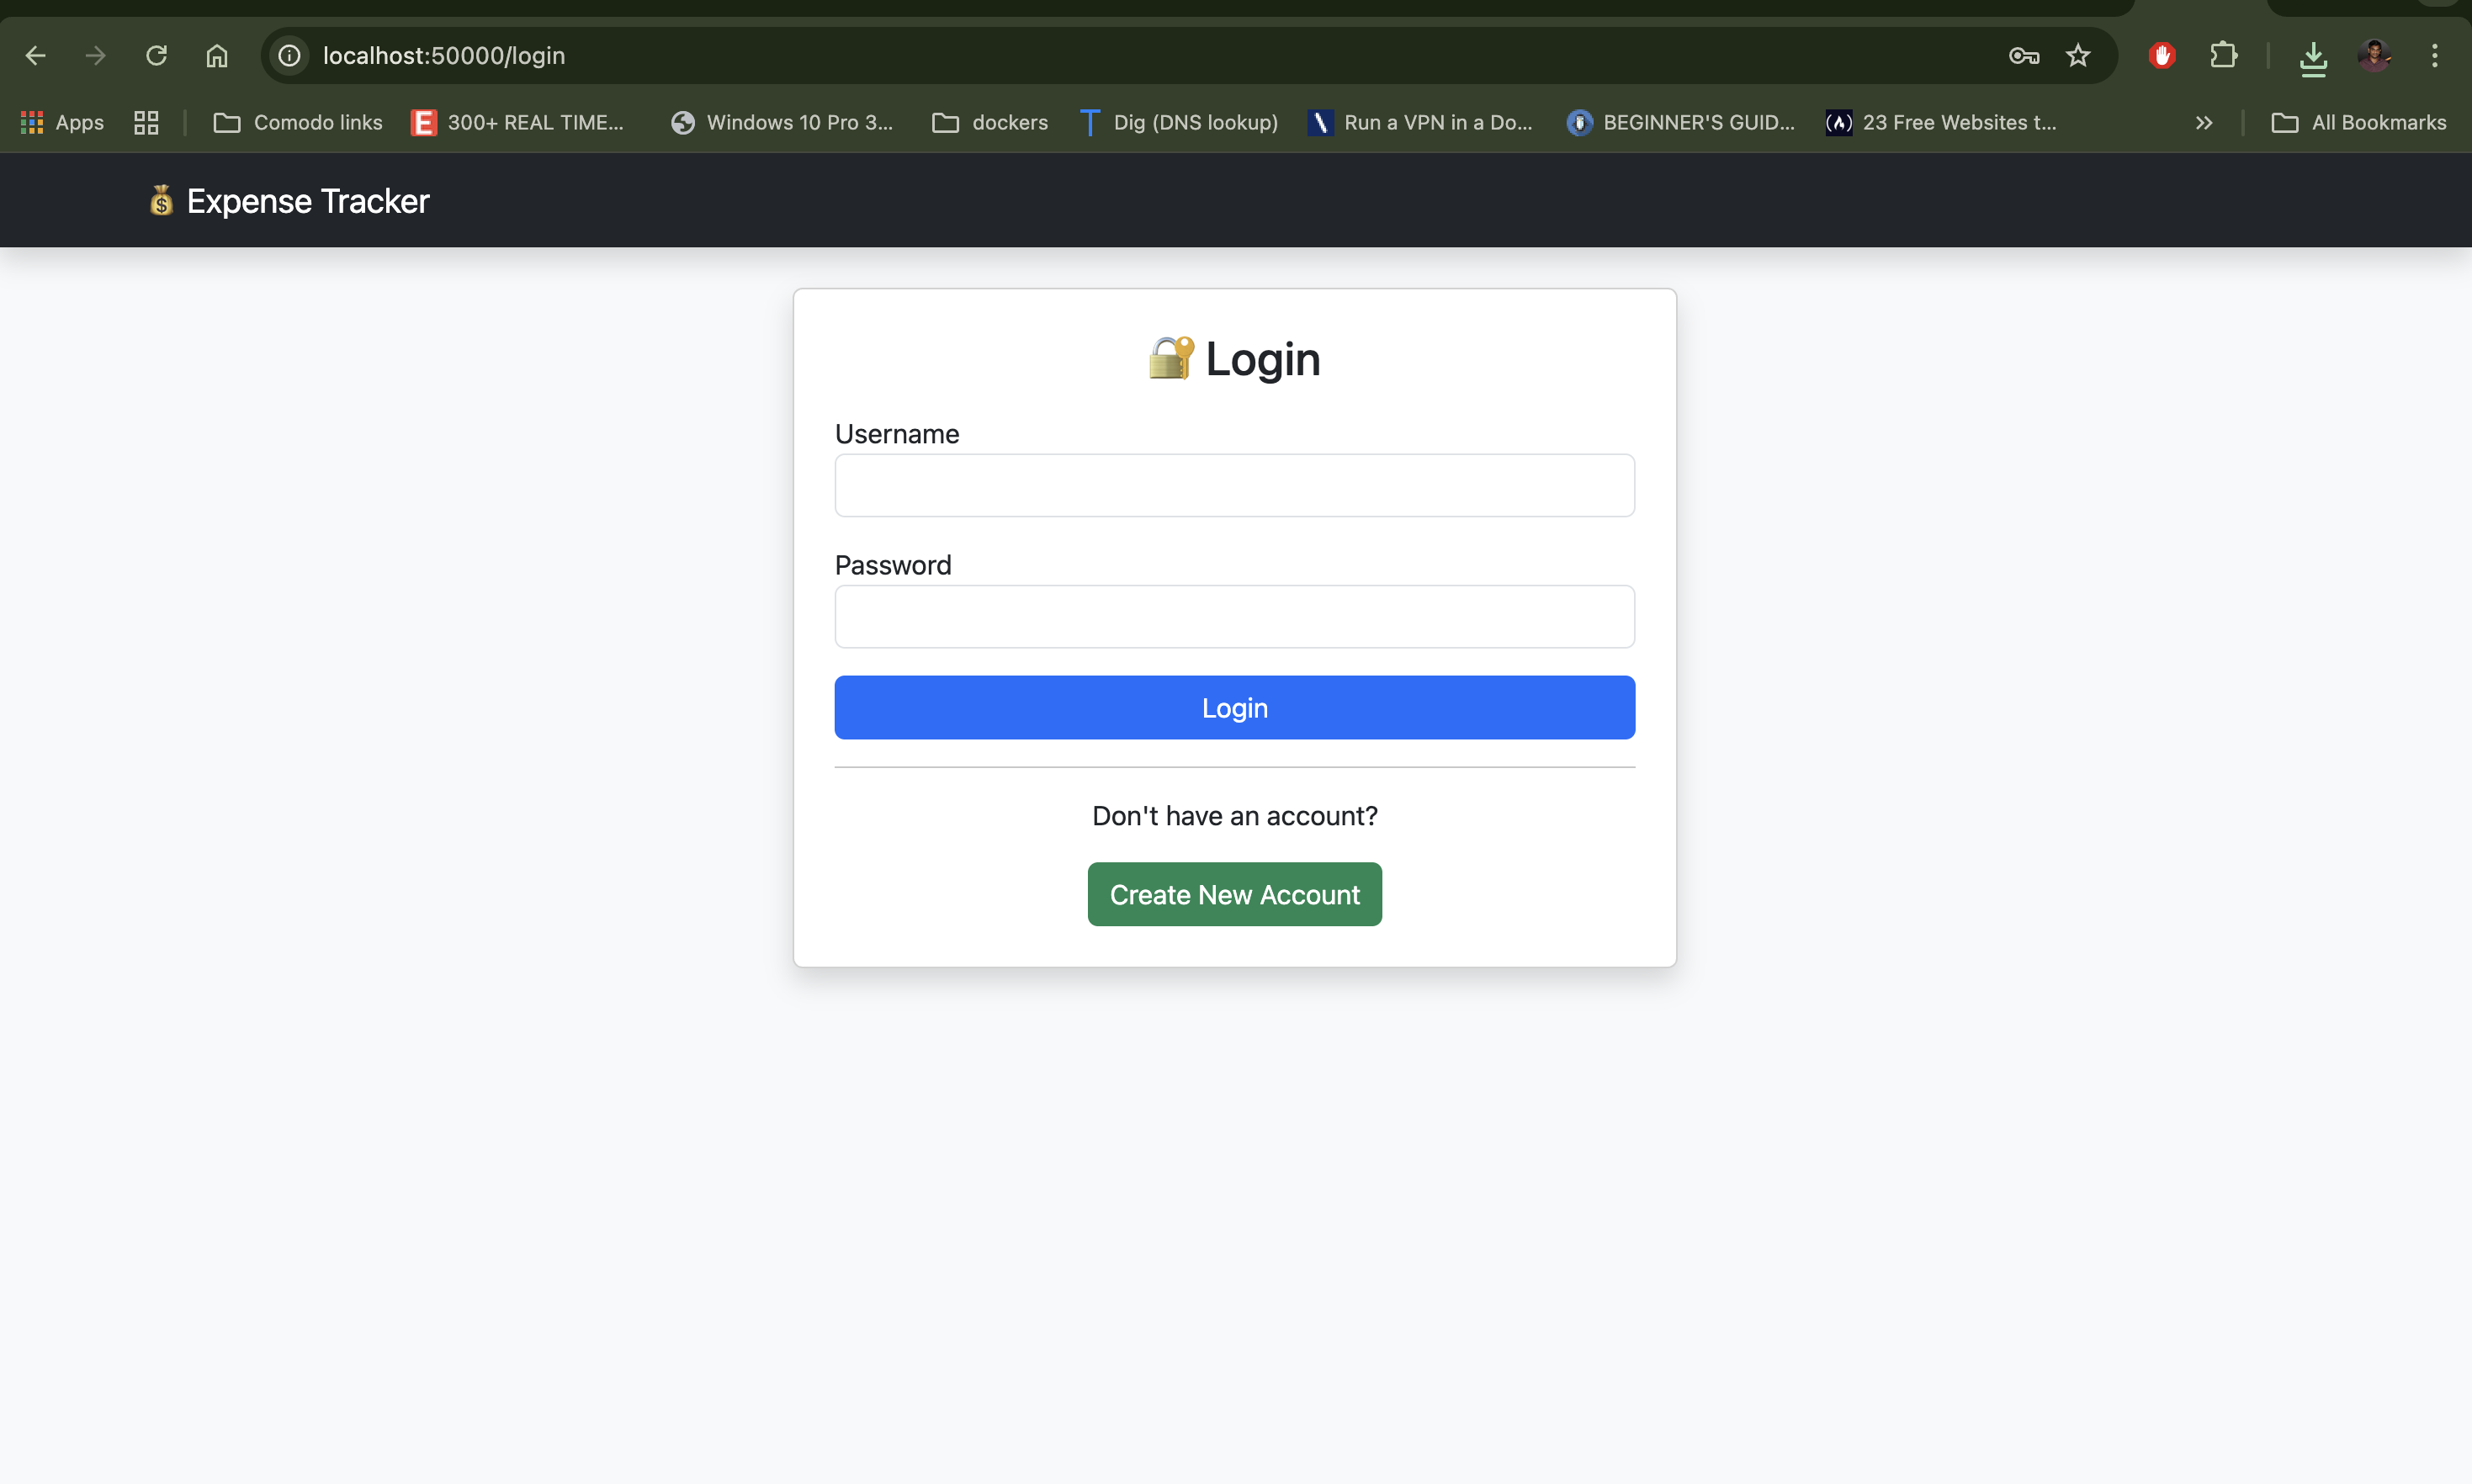 localhost:50000/login
Apps Comodo links 300+ REAL TIME... Windows 10 Pro 3... dockers Dig (DNS lookup) Run a VPN in a Do... BEGINNER'S GUID... 23 Free Websites t... All Bookmarks
Expense Tracker
Login
Username
Password
Login
Don't have an account?
Create New Account